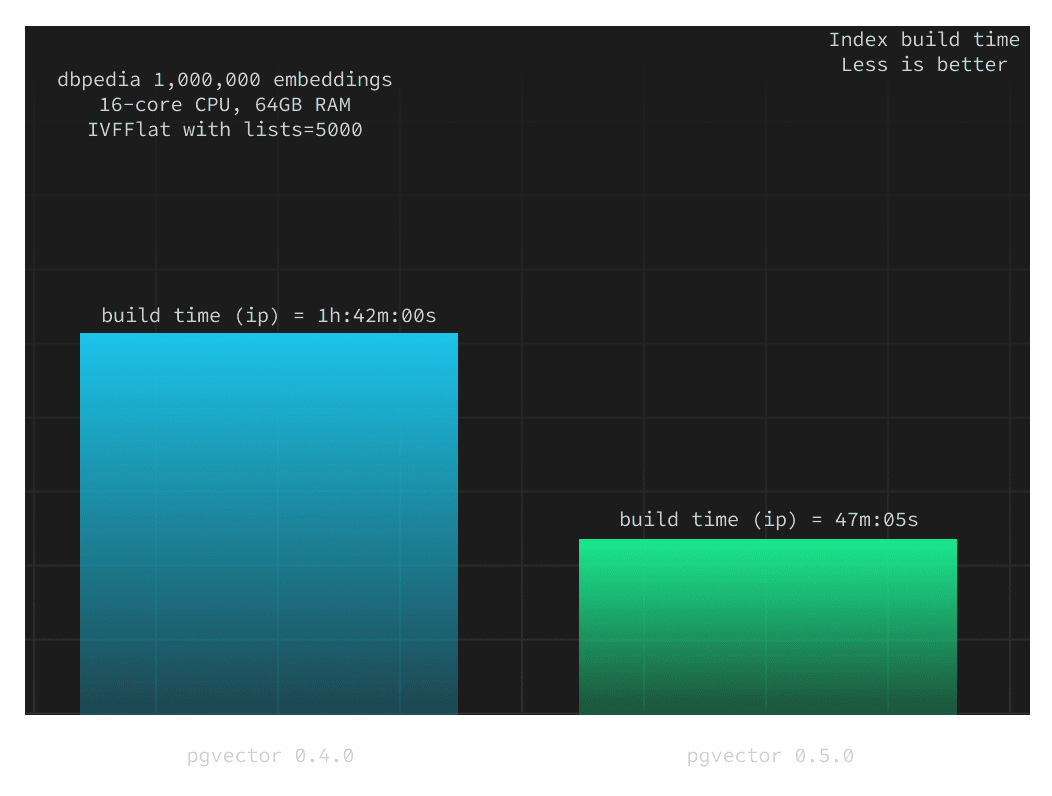 Index build time
Less is better
dbpedia 1,000,000 embeddings
16-core CPU, 64GB RAM
IVFFlat with lists=5000
build time (ip) = 1h:42m:00s
build time (ip) = 47m:05s
pgvector 0.4.0
pgvector 0.5.0